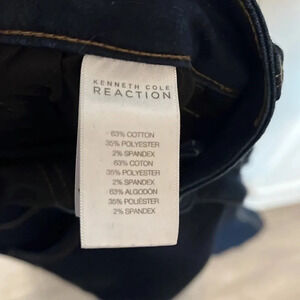 KENNETH COLE
REACTION
63% COTTON
35% POLYESTER
2% SPANDEX
63% COTON
35% POLYESTER
2% SPANDEX
63% ALGODÓN
35% POLIÉSTER
2% SPANDEX